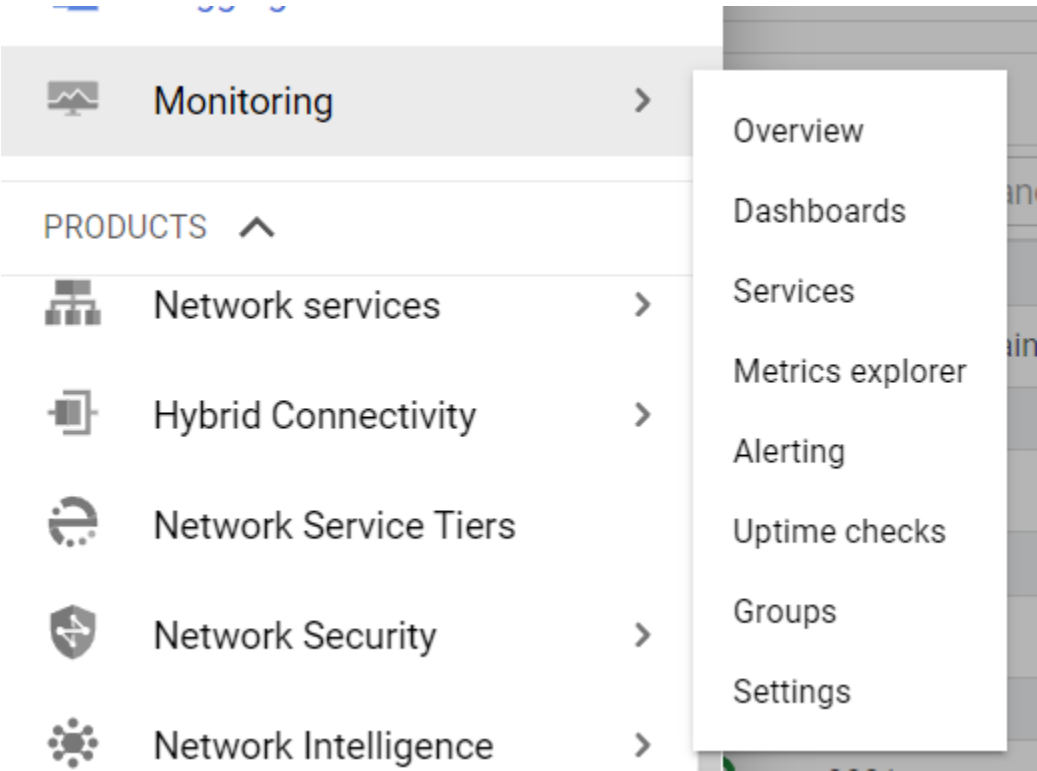 Monitoring
PRODUCTS
Network services
Hybrid Connectivity
Network Service Tiers
Network Security
Network Intelligence
Overview
Dashboards
Services
Metrics explorer
Alerting
Uptime checks
Groups
Settings